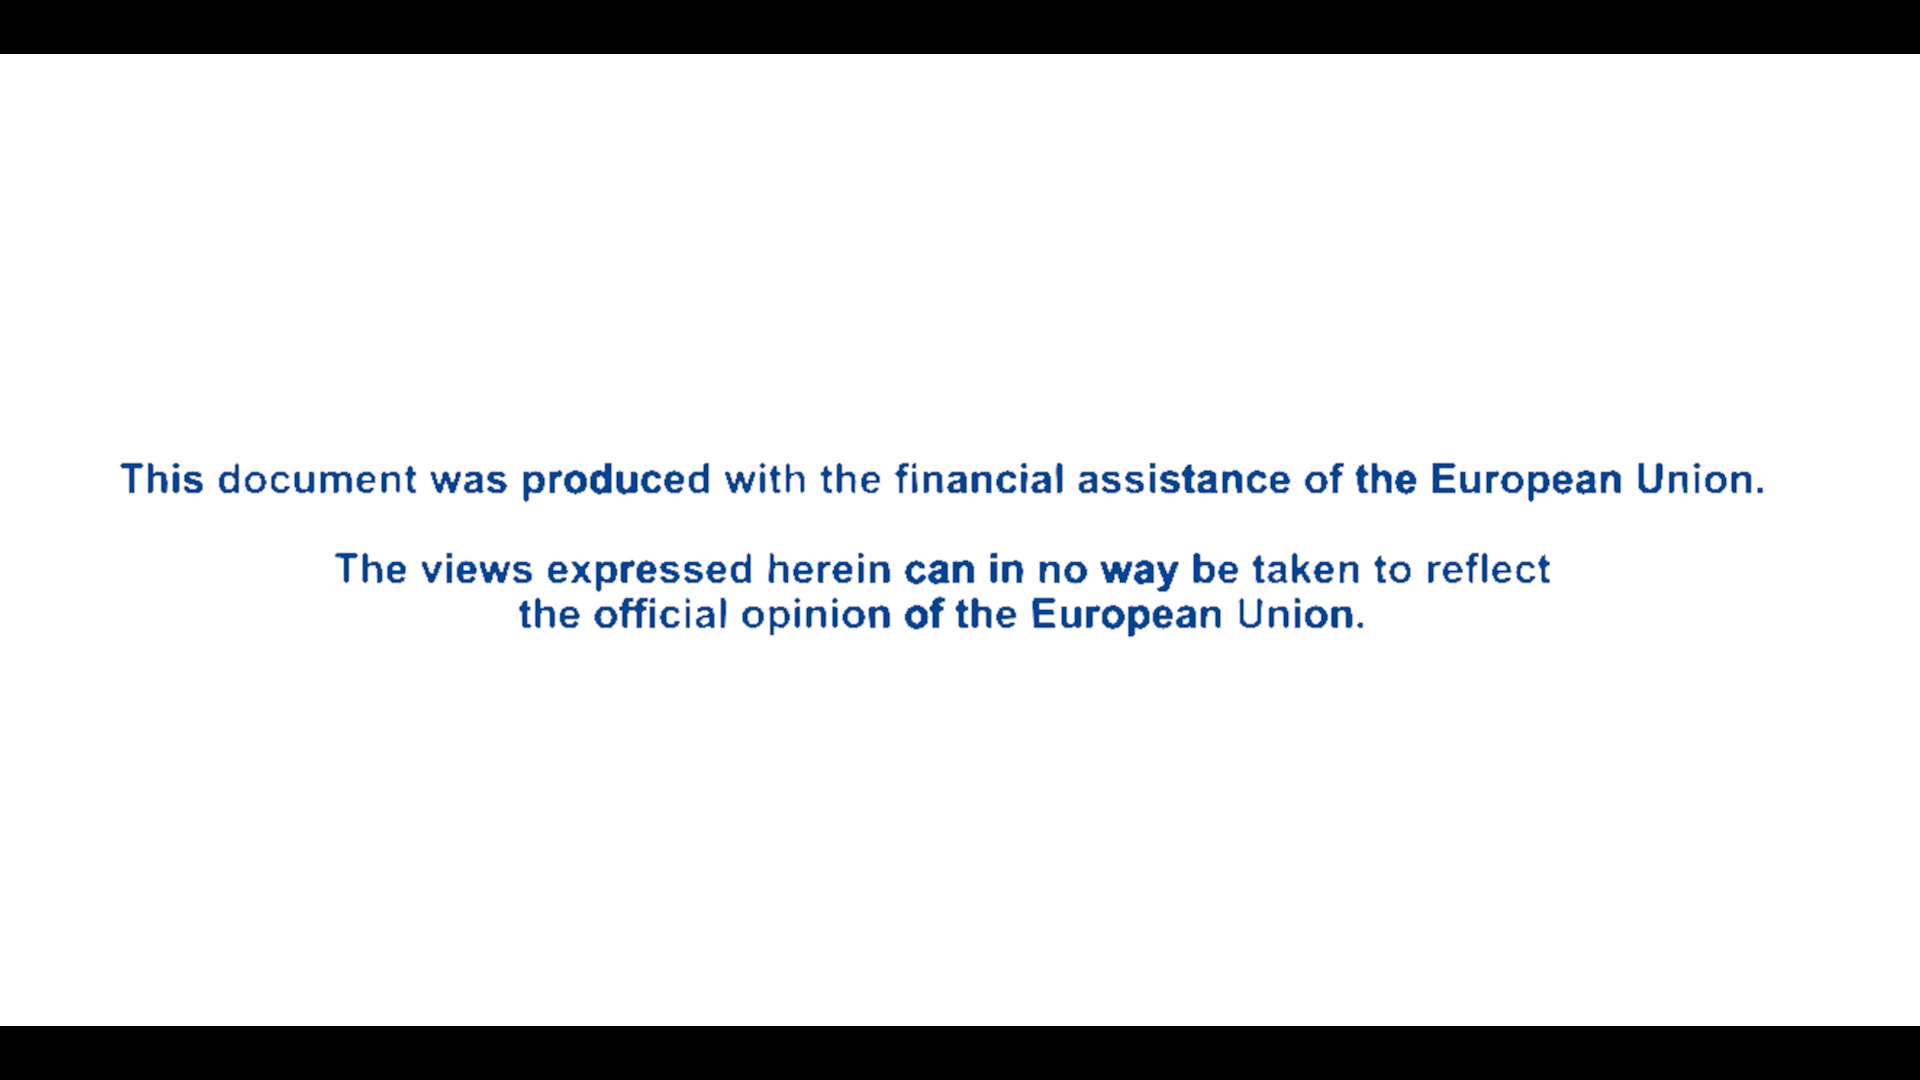 This document was produced with the financial assistance of the European Union.
The views expressed herein can in no way be taken to reflect
the official opinion of the European Union.